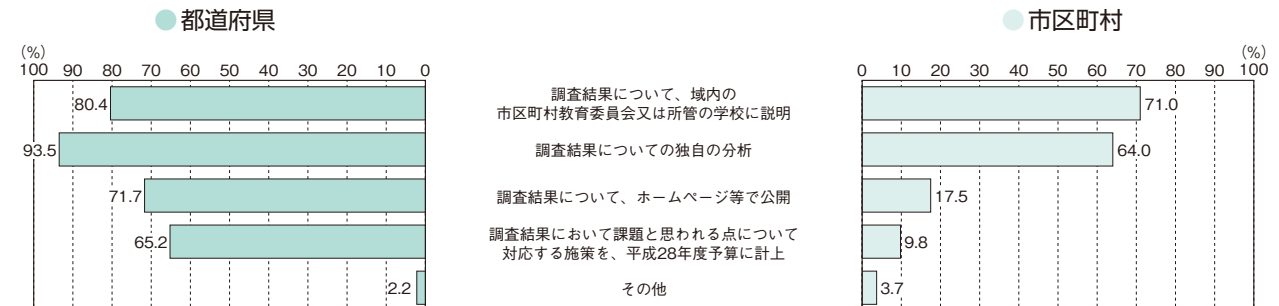 都道府県
市区町村
(%)
100 90 80 70 60 50 40 30 20 10 0
(%)
0 10 20 30 40 50 60 70 80 90 100
80.4
調査結果について、域内の
市区町村教育委員会又は所管の学校に説明
71.0
93.5
調査結果についての独自の分析
64.0
71.7
調査結果について、ホームページ等で公開
17.5
65.2
調査結果において課題と思われる点について
対応する施策を、平成28年度予算に計上
9.8
2.2
その他
3.7